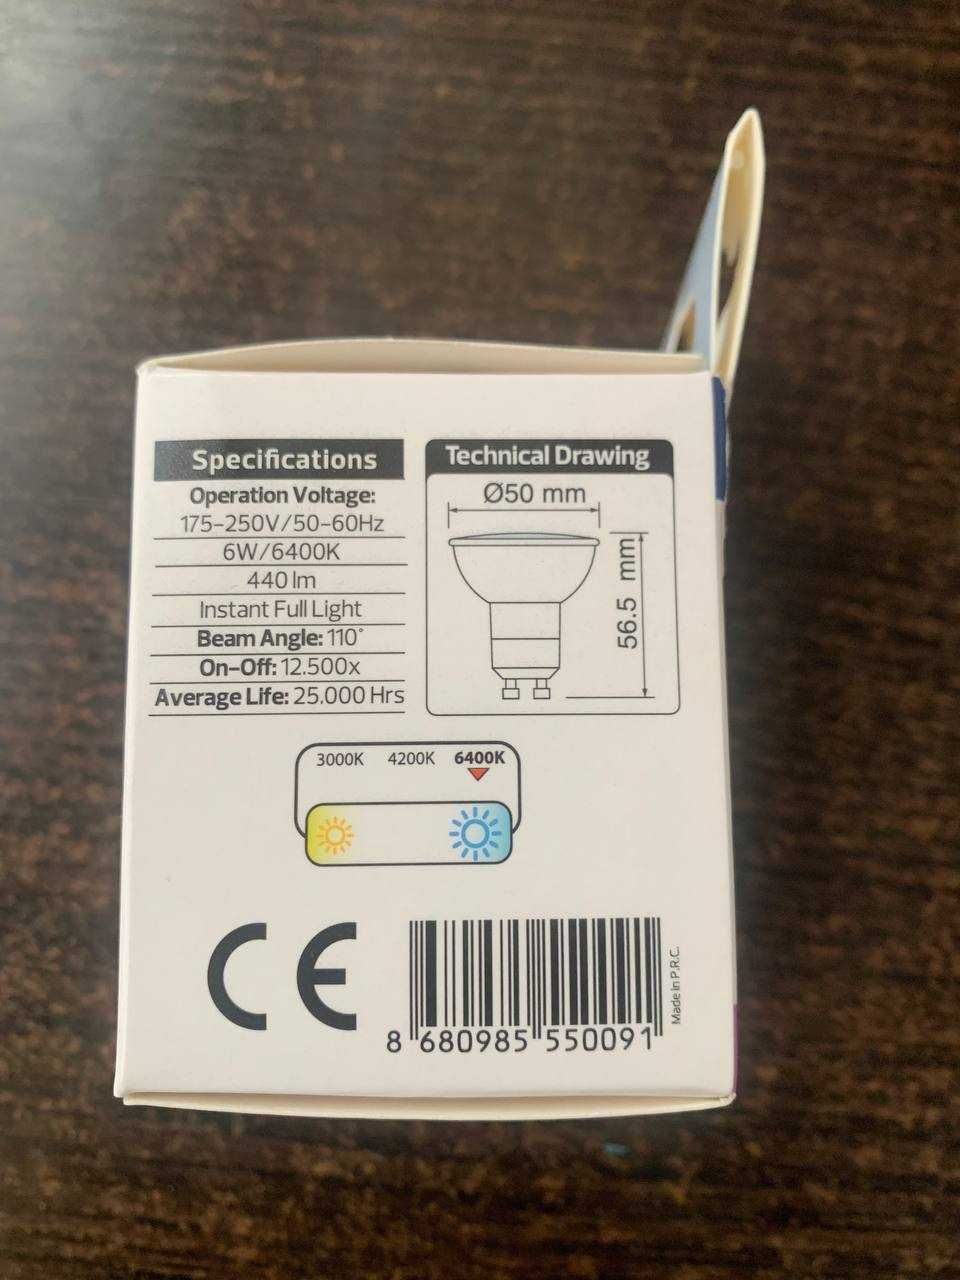 Specifications
Operation Voltage:
175-250V/50-60Hz
6W/6400K
440 lm
Instant Full Light
Beam Angle: 110°
On-Off: 12.500x
Average Life: 25.000 Hrs
Technical Drawing
Ø50 mm
56.5 mm
3000K 4200K 6400K
CE
8 680985 550091
Made In P.R.C.